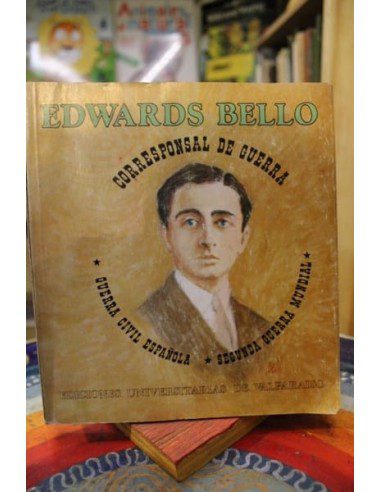 EDWARDS BELLO
CORRESPONSAL DE GUERRA
★ GUERRA CIVIL ESPAÑOLA ★ SEGUNDA GUERRA MUNDIAL ★
EDICIONES UNIVERSITARIAS DE VALPARAISO